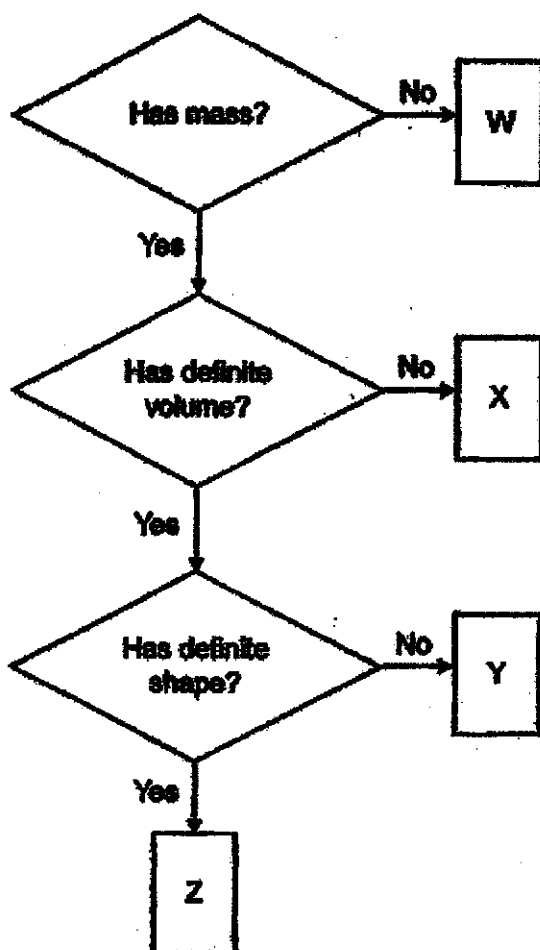 Has mass?
No
W
Yes
Has definite
volume?
No
X
Yes
Has definite
shape?
No
Y
Yes
Z